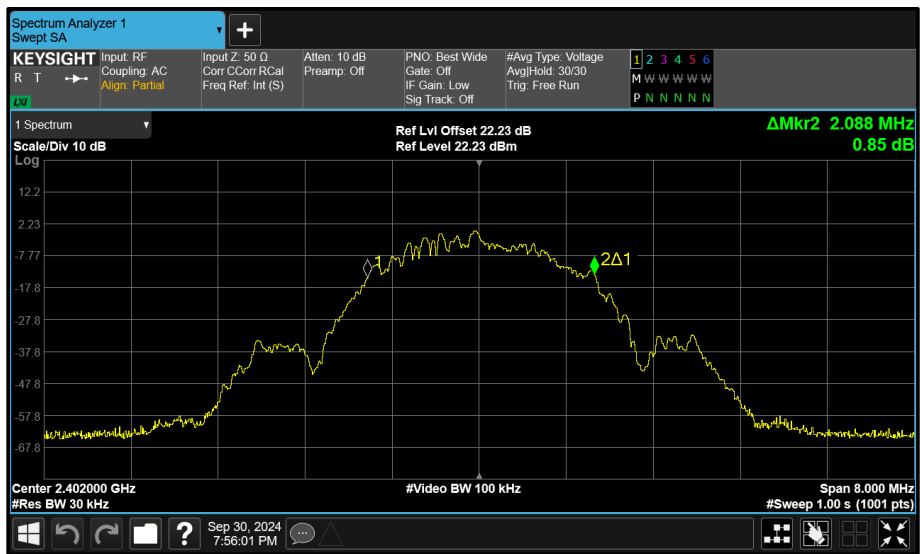 Spectrum Analyzer 1
Swept SA
KEYSIGHT
R T
LXI
Input: RF
Coupling: AC
Align: Partial
Input Z: 50 Ω
Corr CCorr RCal
Freq Ref: Int (S)
Atten: 10 dB
Preamp: Off
PNO: Best Wide
Gate: Off
IF Gain: Low
Sig Track: Off
#Avg Type: Voltage
Avg|Hold: 30/30
Trig: Free Run
1 2 3 4 5 6
M W W W W W
P N N N N N
1 Spectrum
Scale/Div 10 dB
Ref Lvl Offset 22.23 dB
Ref Level 22.23 dBm
ΔMkr2 2.088 MHz
0.85 dB
Log
12.2
2.23
-7.77
-17.8
-27.8
-37.8
-47.8
-57.8
-67.8
1
2Δ1
Center 2.402000 GHz
#Res BW 30 kHz
#Video BW 100 kHz
Span 8.000 MHz
#Sweep 1.00 s (1001 pts)
?
Sep 30, 2024
7:56:01 PM